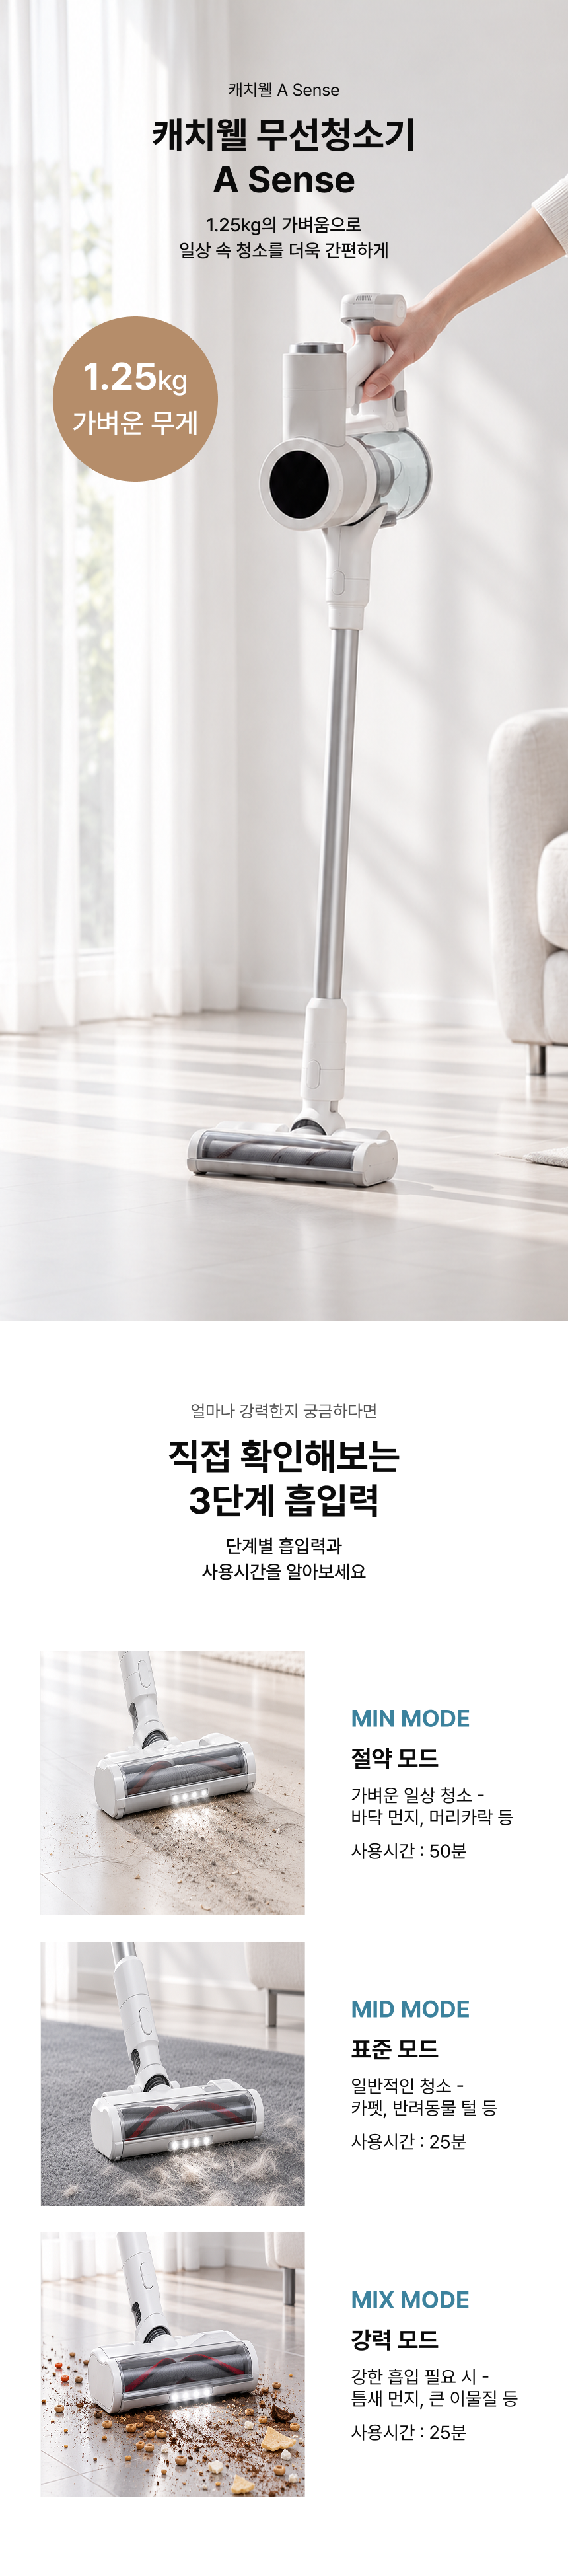 캐치웰 A Sense
캐치웰 무선청소기
A Sense
1.25kg의 가벼움으로
일상 속 청소를 더욱 간편하게
1.25kg
가벼운 무게
얼마나 강력한지 궁금하다면
직접 확인해보는
3단계 흡입력
단계별 흡입력과
사용시간을 알아보세요
MIN MODE
절약 모드
가벼운 일상 청소 -
바닥 먼지, 머리카락 등
사용시간 : 50분
MID MODE
표준 모드
일반적인 청소 -
카펫, 반려동물 털 등
사용시간 : 25분
MIX MODE
강력 모드
강한 흡입 필요 시 -
틈새 먼지, 큰 이물질 등
사용시간 : 25분